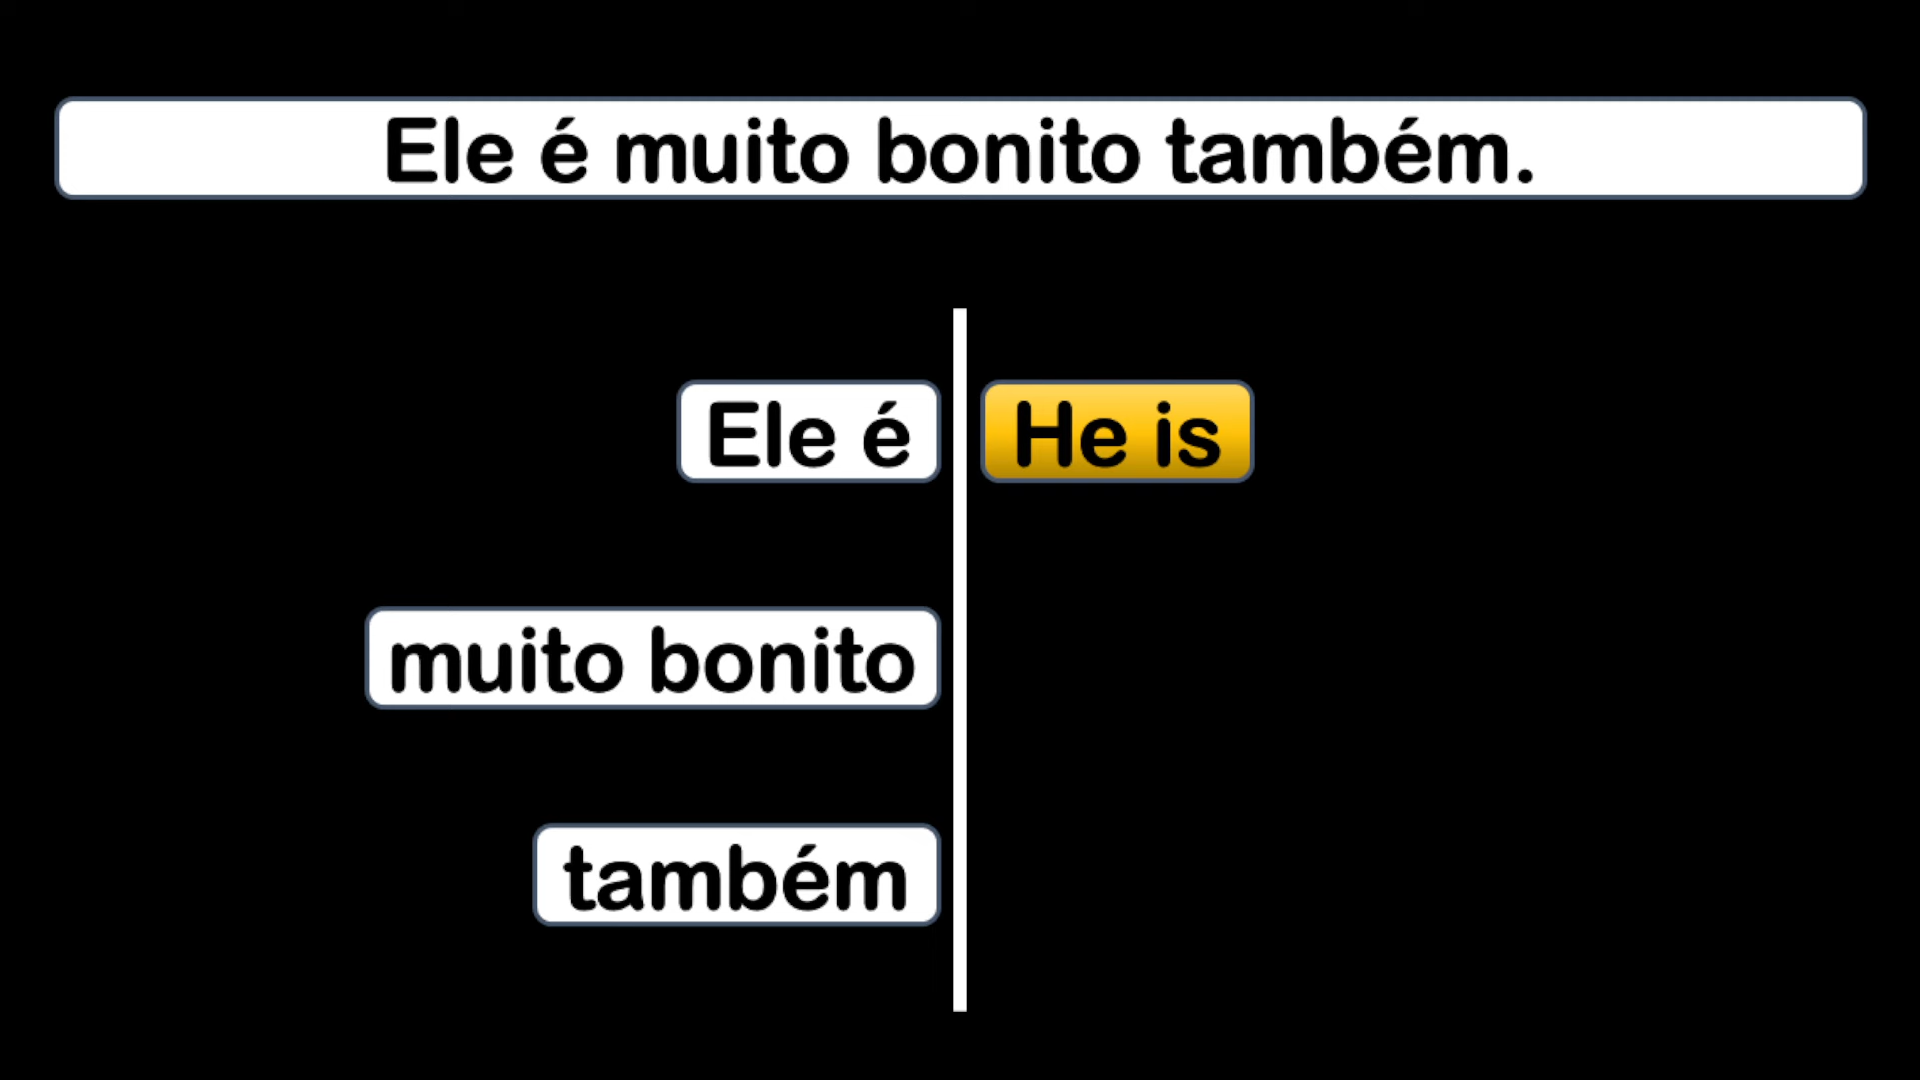 Ele é muito bonito também.
Ele é
He is
muito bonito
também